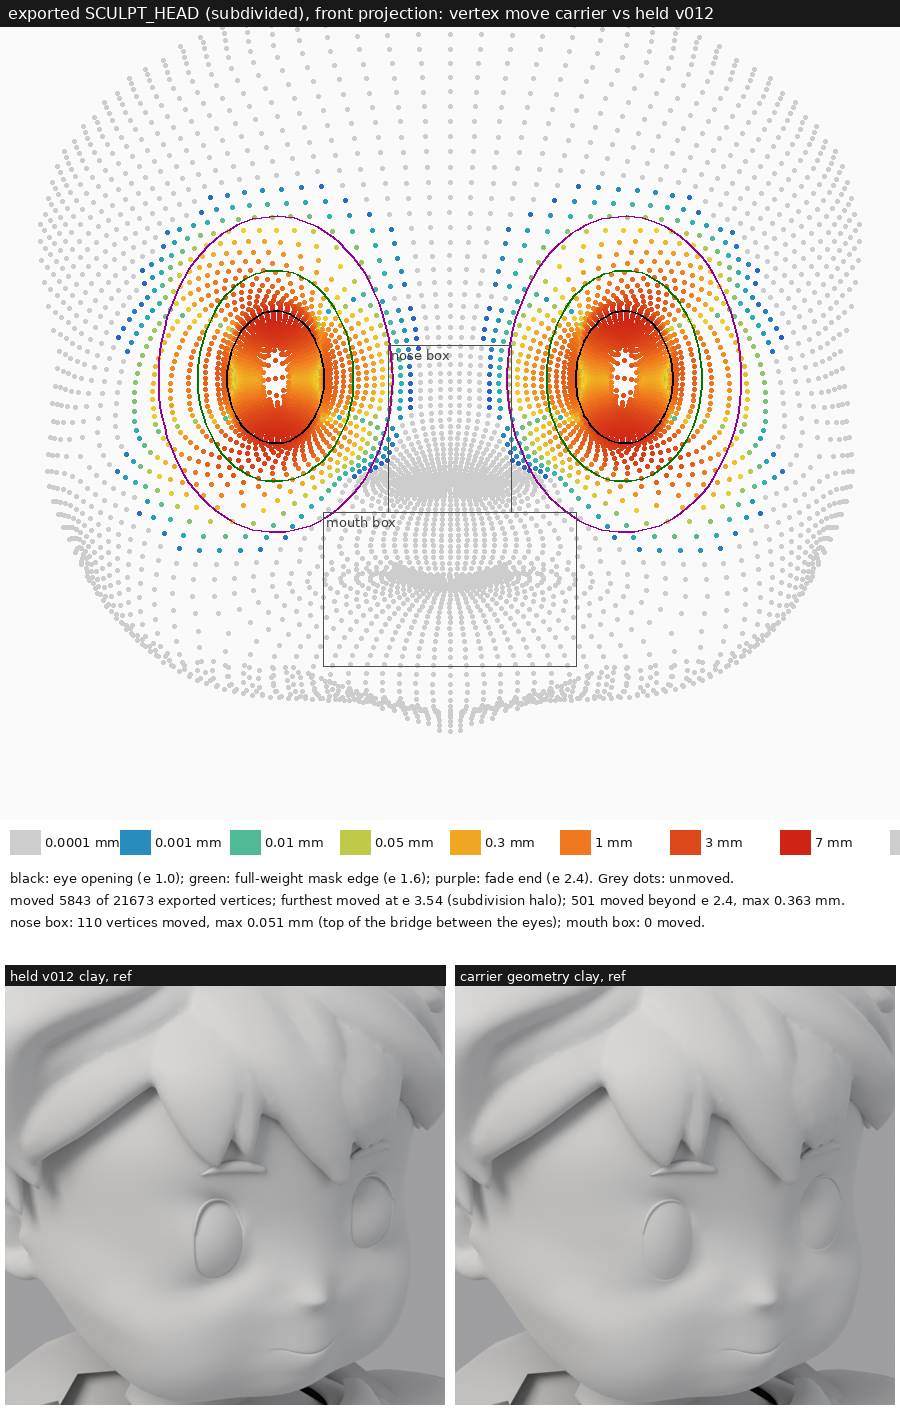 exported SCULPT_HEAD (subdivided), front projection: vertex move carrier vs held v012
nose box
mouth box
0.0001 mm 0.001 mm 0.01 mm 0.05 mm 0.3 mm 1 mm 3 mm 7 mm
black: eye opening (e 1.0); green: full-weight mask edge (e 1.6); purple: fade end (e 2.4). Grey dots: unmoved.
moved 5843 of 21673 exported vertices; furthest moved at e 3.54 (subdivision halo); 501 moved beyond e 2.4, max 0.363 mm.
nose box: 110 vertices moved, max 0.051 mm (top of the bridge between the eyes); mouth box: 0 moved.
held v012 clay, ref
carrier geometry clay, ref